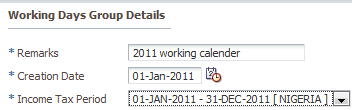 Working Days Group Details
* Remarks 2011 working calender
* Creation Date 01-Jan-2011
* Income Tax Period 01-JAN-2011 - 31-DEC-2011 [ NIGERIA ]